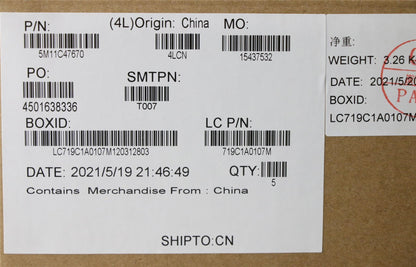 P/N: (4L)Origin: China MO:
5M11C47670 4LCN 15437532
PO: SMTPN:
4501638336 T007
BOXID: LC P/N:
LC719C1A0107M120312803 719C1A0107M
DATE: 2021/5/19 21:46:49 QTY:
5
Contains Merchandise From : China
SHIPTO:CN
净重:
WEIGHT: 3.26 K
DATE: 2021/5/20
BOXID:
LC719C1A0107M
PA